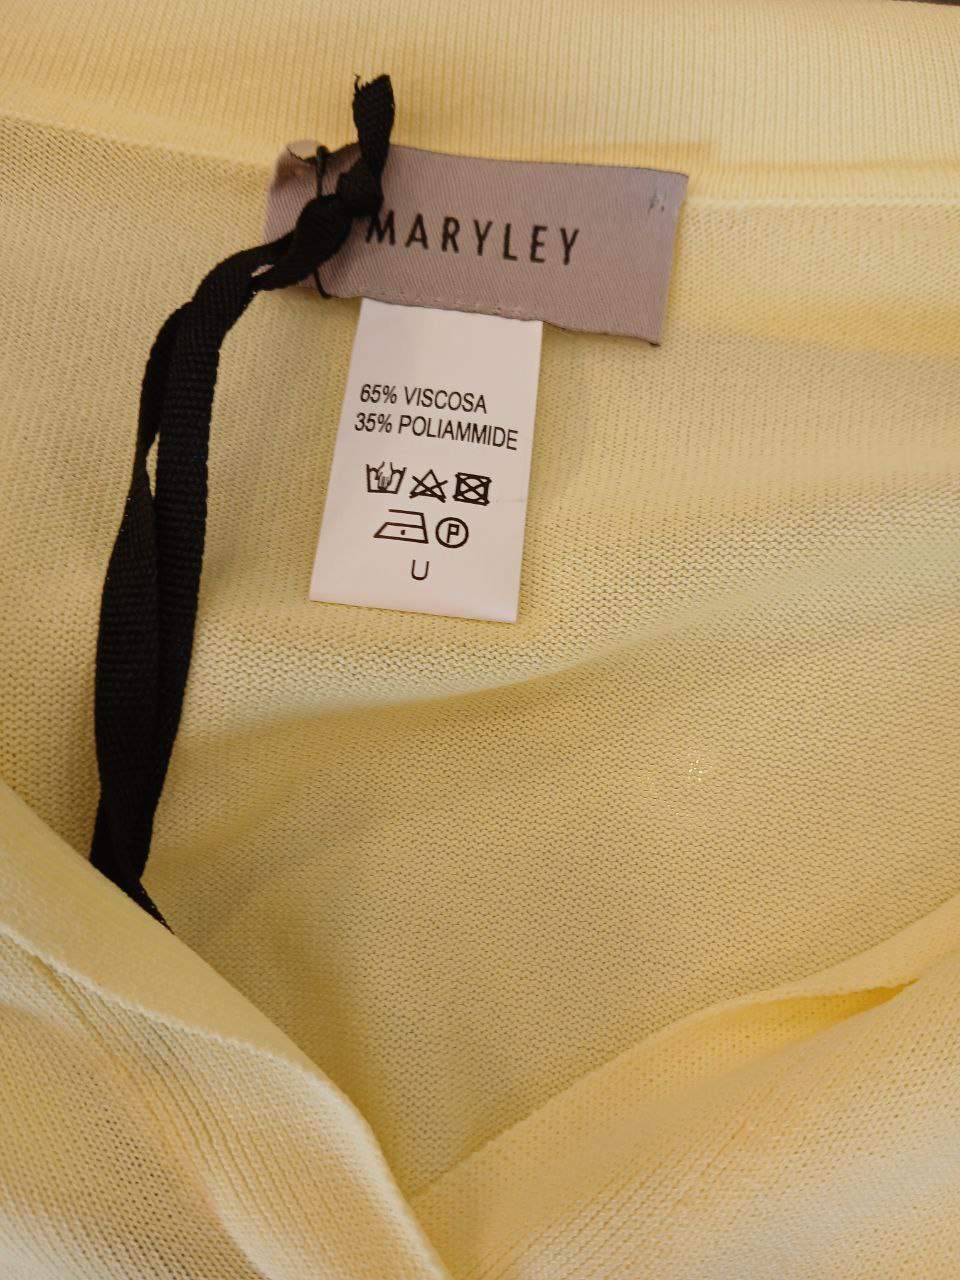 MARYLEY
65% VISCOSA
35% POLIAMMIDE
P
U